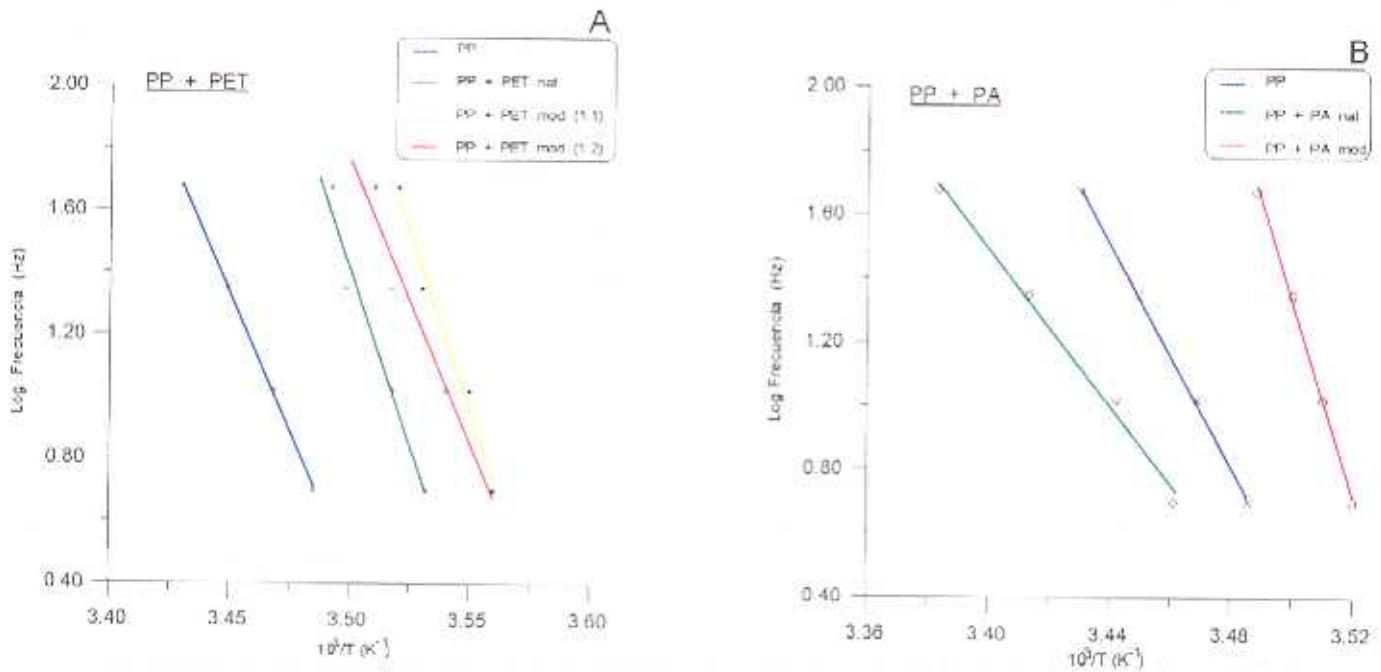 A
PP
PP + PET nat
PP + PET mod (1:1)
PP + PET mod (1:2)
PP + PET
2.00
1.60
1.20
0.80
0.40
Log Frecuencia (Hz)
3.40
3.45
3.50
3.55
3.60
10³/T (K⁻¹)
B
PP
PP + PA nat
PP + PA mod
PP + PA
2.00
1.60
1.20
0.80
0.40
Log Frecuencia (Hz)
3.36
3.40
3.44
3.48
3.52
10³/T (K⁻¹)